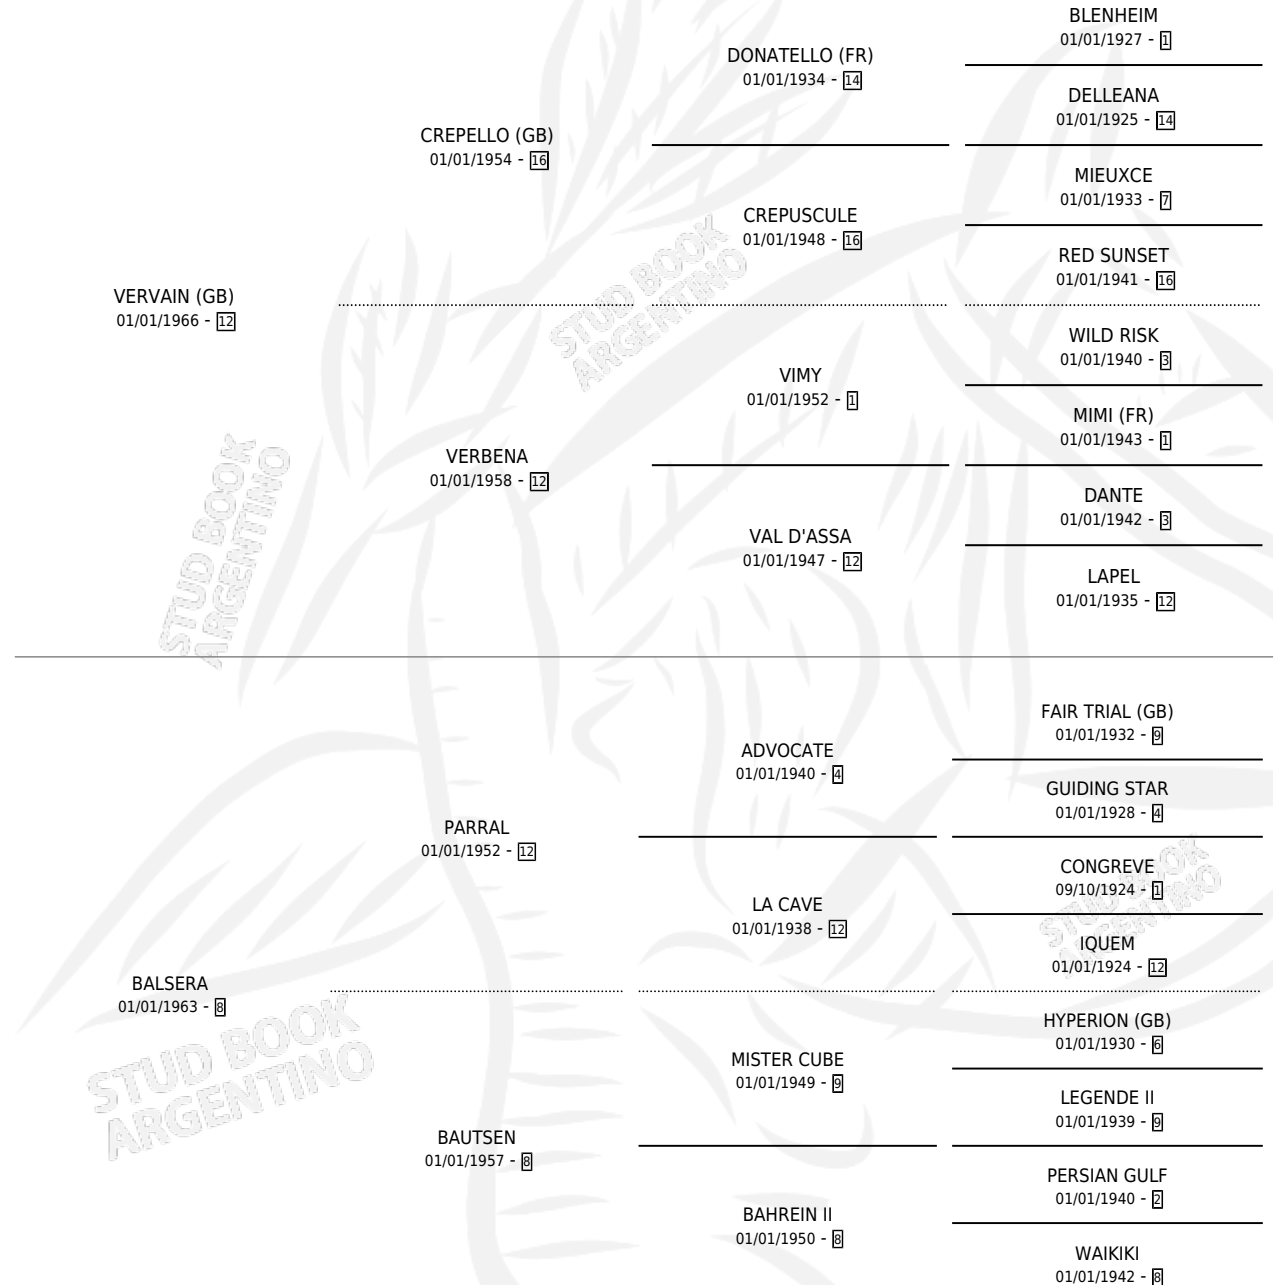 BLENHEIM
01/01/1927 - 1
DONATELLO (FR)
01/01/1934 - 14
DELLEANA
01/01/1925 - 14
CREPELLO (GB)
01/01/1954 - 16
MIEUXCE
01/01/1933 - 7
CREPUSCULE
01/01/1948 - 16
RED SUNSET
01/01/1941 - 16
VERVAIN (GB)
01/01/1966 - 12
STUD BOOK
ARGENTINO
WILD RISK
01/01/1940 - 3
VIMY
01/01/1952 - 1
MIMI (FR)
01/01/1943 - 1
VERBENA
01/01/1958 - 12
DANTE
01/01/1942 - 3
VAL D'ASSA
01/01/1947 - 12
LAPEL
01/01/1935 - 12
STUD BOOK
ARGENTINO
FAIR TRIAL (GB)
01/01/1932 - 9
ADVOCATE
01/01/1940 - 4
GUIDING STAR
01/01/1928 - 4
PARRAL
01/01/1952 - 12
CONGREVE
09/10/1924 - 1
LA CAVE
01/01/1938 - 12
IQUEM
01/01/1924 - 12
STUD BOOK
ARGENTINO
BALSERA
01/01/1963 - 8
HYPERION (GB)
01/01/1930 - 6
MISTER CUBE
01/01/1949 - 9
LEGENDE II
01/01/1939 - 9
STUD BOOK
ARGENTINO
BAUTSEN
01/01/1957 - 8
PERSIAN GULF
01/01/1940 - 2
BAHREIN II
01/01/1950 - 8
WAIKIKI
01/01/1942 - 8